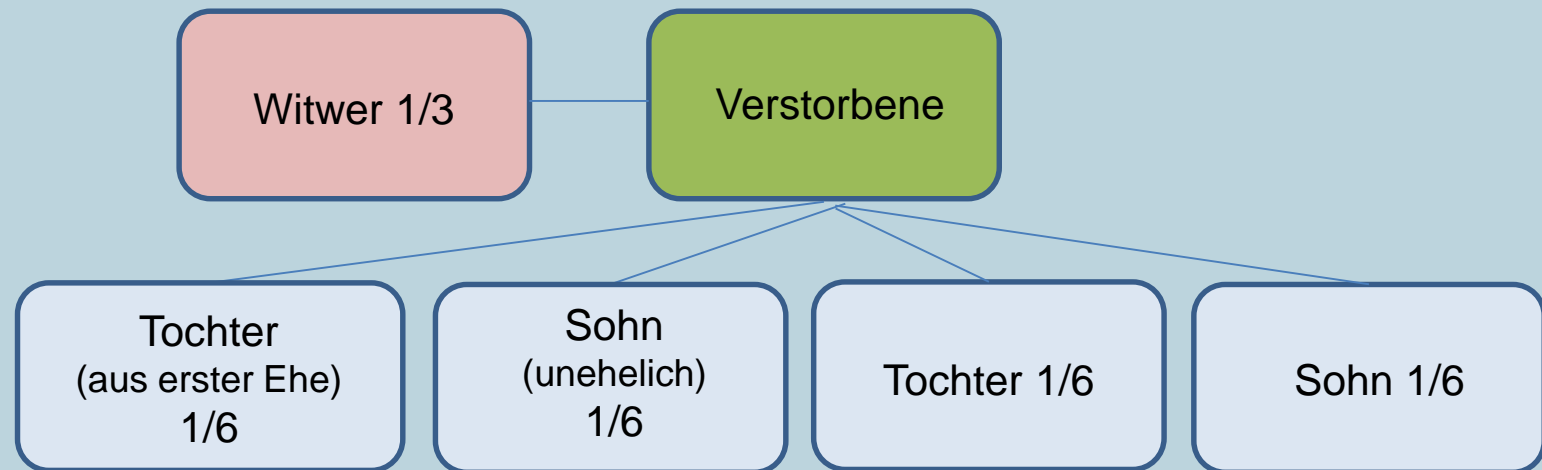 Witwer 1/3
Verstorbene
Tochter
(aus erster Ehe)
1/6
Sohn
(unehelich)
1/6
Tochter 1/6
Sohn 1/6